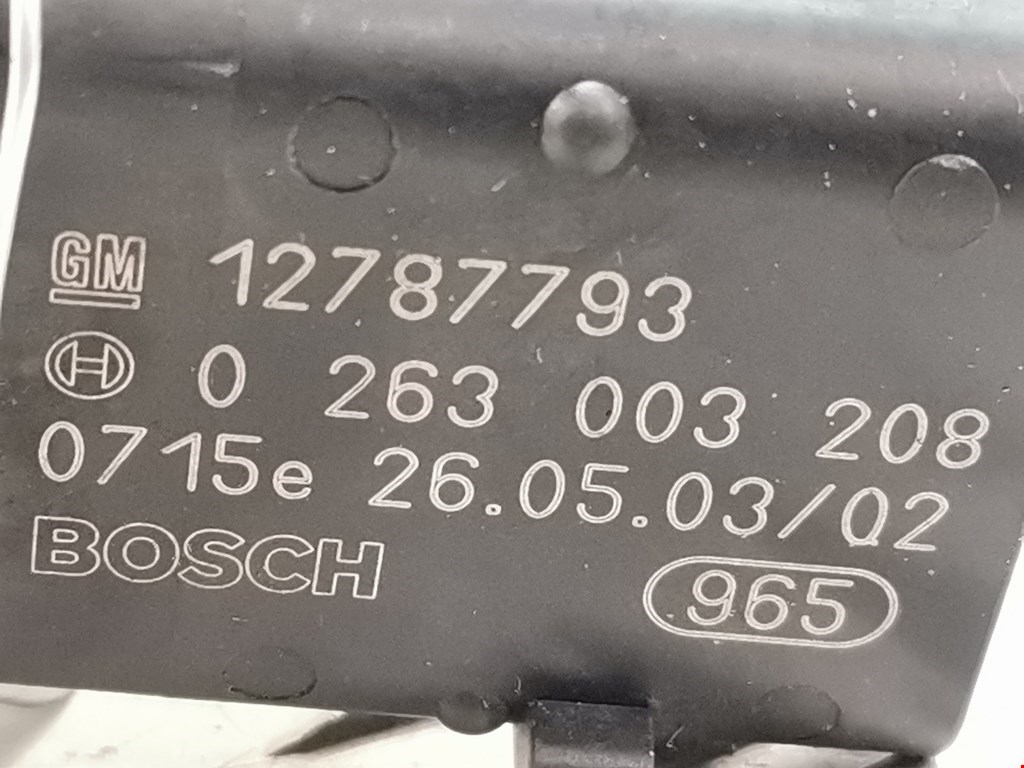 GM 12787793
H 0 263 003 208
0715e 26.05.03/02
BOSCH 965